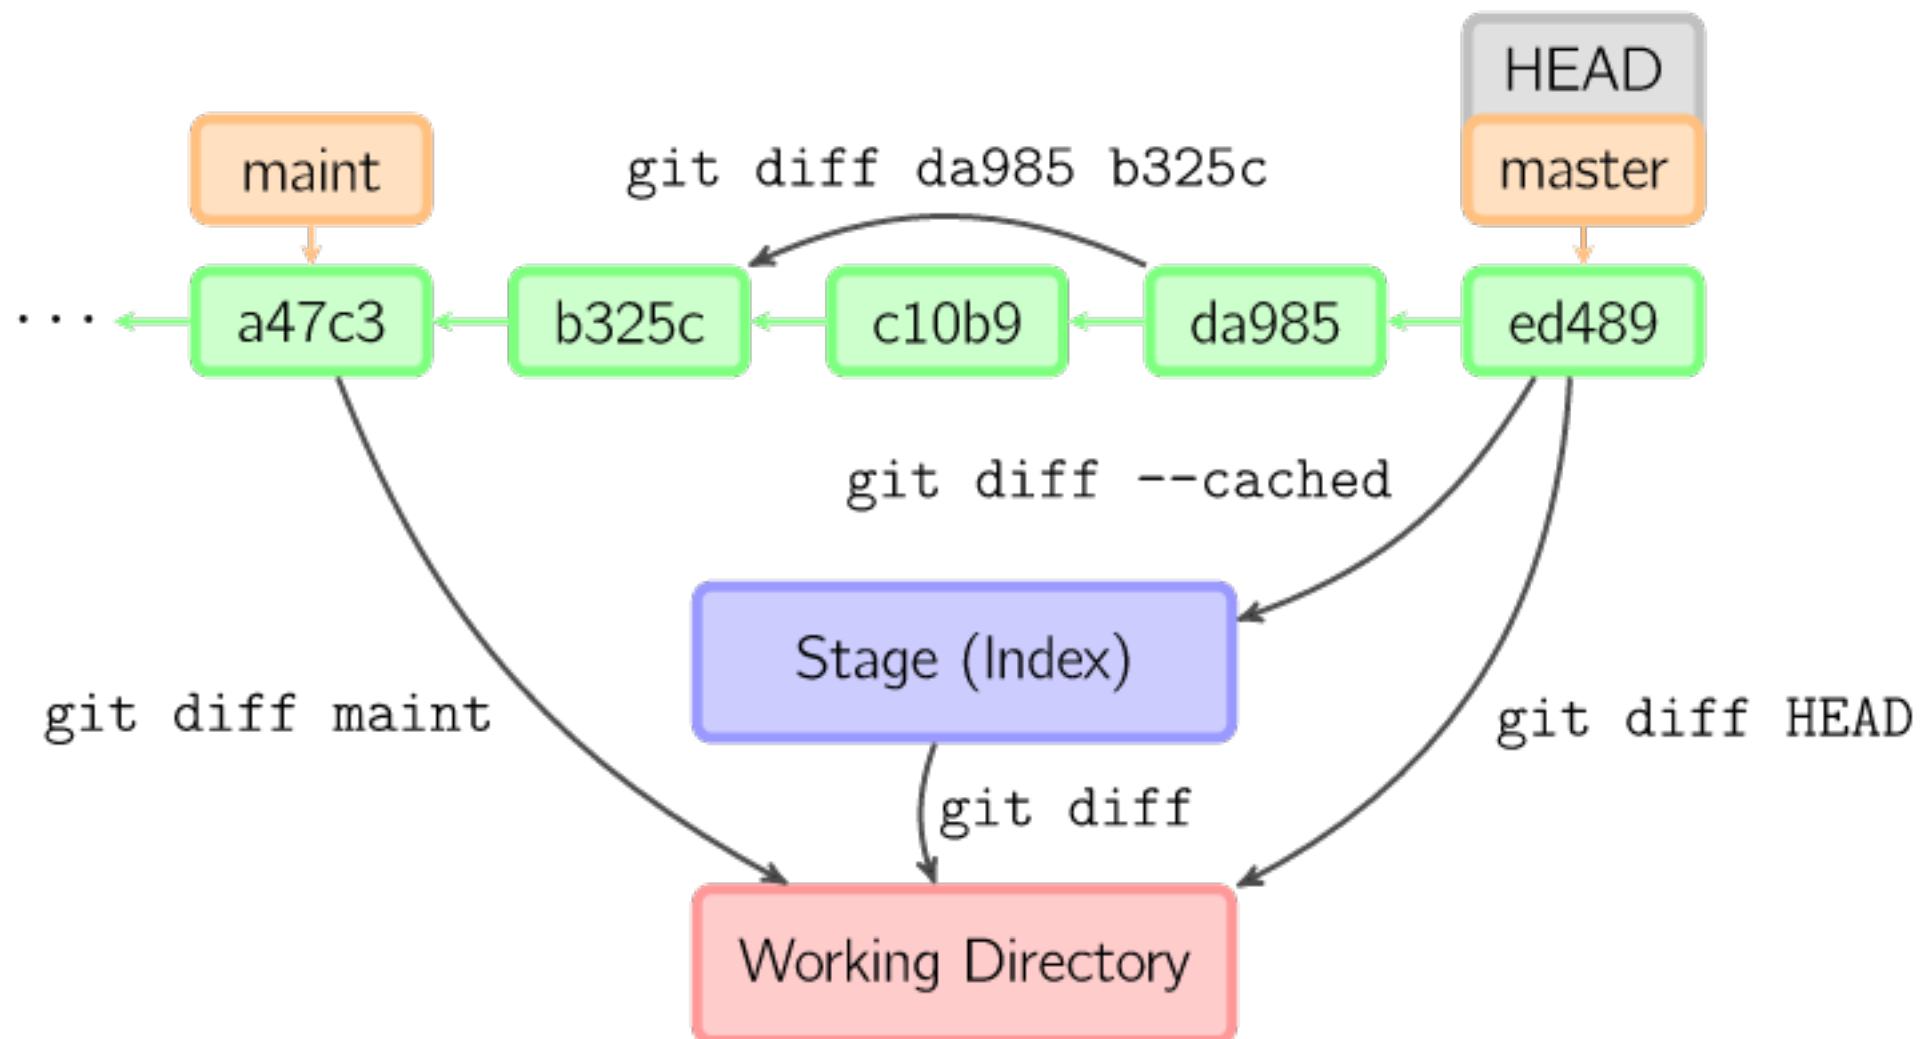 HEAD
maint
git diff da985 b325c
master
...
a47c3
b325c
c10b9
da985
ed489
git diff --cached
Stage (Index)
git diff maint
git diff HEAD
git diff
Working Directory